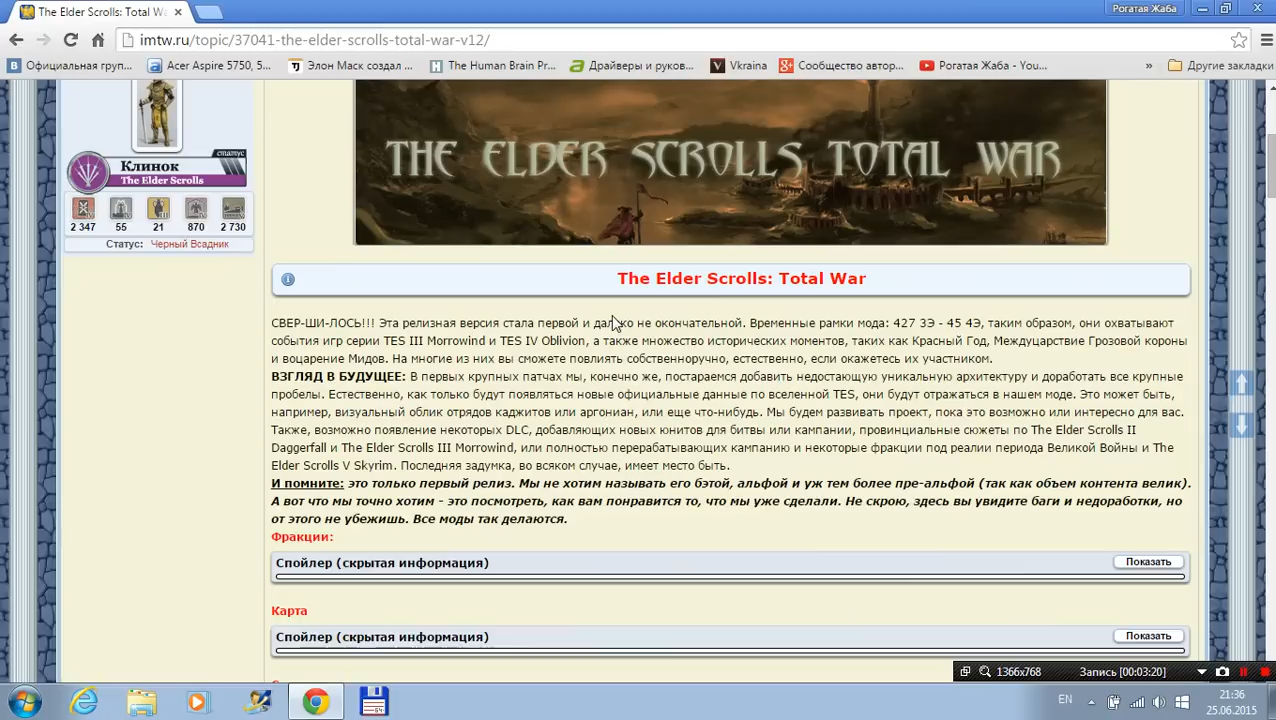 The Elder Scrolls: Total W
Рогатая Жаба
imtw.ru/topic/37041-the-elder-scrolls-total-war-v12/
Официальная груп...
Acer Aspire 5750, 5...
Элон Маск создал ...
The Human Brain Pr...
Драйверы и руков...
Vkraina
Сообщество автор...
Рогатая Жаба - You...
»
Другие закладки
THE ELDER SCROLLS TOTAL WAR
статус
Клинок
The Elder Scrolls
2 347 55 21 870 2 730
Статус: Черный Всадник
The Elder Scrolls: Total War
СВЕР-ШИ-ЛОСЬ!!! Эта релизная версия стала первой и далеко не окончательной. Временные рамки мода: 427 3Э - 45 4Э, таким образом, они охватывают
события игр серии TES III Morrowind и TES IV Oblivion, а также множество исторических моментов, таких как Красный Год, Междуцарствие Грозовой короны
и воцарение Мидов. На многие из них вы сможете повлиять собственноручно, естественно, если окажетесь их участником.
ВЗГЛЯД В БУДУЩЕЕ: В первых крупных патчах мы, конечно же, постараемся добавить недостающую уникальную архитектуру и доработать все крупные
пробелы. Естественно, как только будут появляться новые официальные данные по вселенной TES, они будут отражаться в нашем моде. Это может быть,
например, визуальный облик отрядов каджитов или аргониан, или еще что-нибудь. Мы будем развивать проект, пока это возможно или интересно для вас.
Также, возможно появление некоторых DLC, добавляющих новых юнитов для битвы или кампании, провинциальные сюжеты по The Elder Scrolls II
Daggerfall и The Elder Scrolls III Morrowind, или полностью перерабатывающих кампанию и некоторые фракции под реалии периода Великой Войны и The
Elder Scrolls V Skyrim. Последняя задумка, во всяком случае, имеет место быть.
И помните: это только первый релиз. Мы не хотим называть его бэтой, альфой и уж тем более пре-альфой (так как объем контента велик).
А вот что мы точно хотим - это посмотреть, как вам понравится то, что мы уже сделали. Не скрою, здесь вы увидите баги и недоработки, но
от этого не убежишь. Все моды так делаются.
Фракции:
Спойлер (скрытая информация)
Показать
Карта
Спойлер (скрытая информация)
Показать
1366x768
Запись [00:03:20]
EN
21:36
25.06.2015